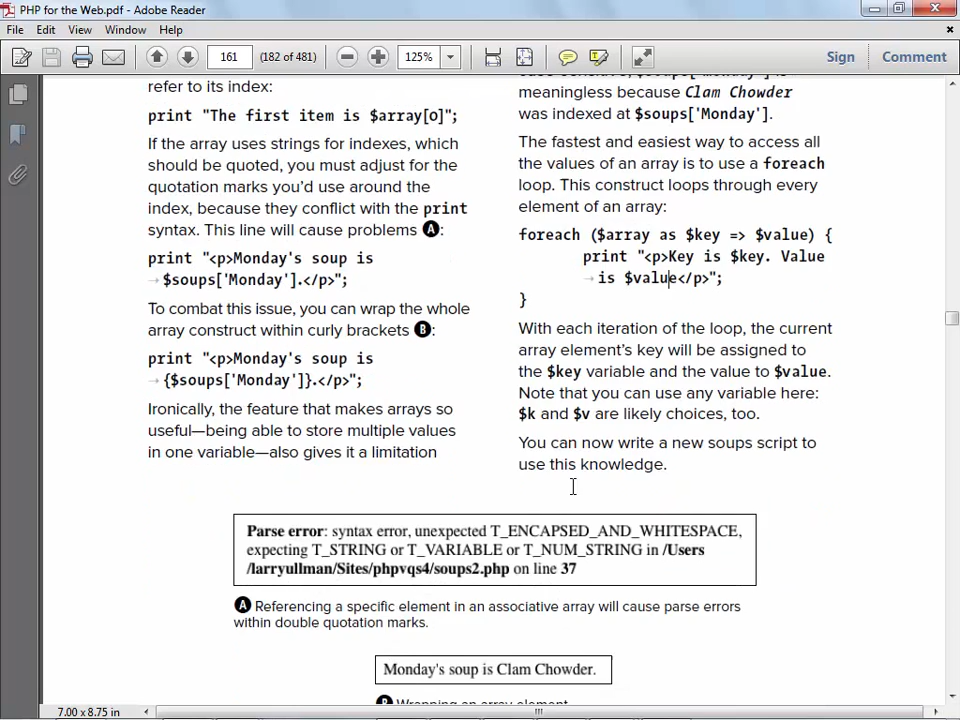 PHP for the Web.pdf - Adobe Reader
File Edit View Window Help
161 (182 of 481) 125% Sign Comment
refer to its index:
print "The first item is $array[0]";
If the array uses strings for indexes, which
should be quoted, you must adjust for the
quotation marks you'd use around the
index, because they conflict with the print
syntax. This line will cause problems A:
print "<p>Monday's soup is
→ $soups['Monday'].</p>";
To combat this issue, you can wrap the whole
array construct within curly brackets B:
print "<p>Monday's soup is
→ {$soups['Monday']}.</p>";
Ironically, the feature that makes arrays so
useful—being able to store multiple values
in one variable—also gives it a limitation
meaningless because Clam Chowder
was indexed at $soups['Monday'].
The fastest and easiest way to access all
the values of an array is to use a foreach
loop. This construct loops through every
element of an array:
foreach ($array as $key => $value) {
print "<p>Key is $key. Value
→ is $value</p>";
}
With each iteration of the loop, the current
array element's key will be assigned to
the $key variable and the value to $value.
Note that you can use any variable here:
$k and $v are likely choices, too.
You can now write a new soups script to
use this knowledge.
Parse error: syntax error, unexpected T_ENCAPSED_AND_WHITESPACE,
expecting T_STRING or T_VARIABLE or T_NUM_STRING in /Users
/larryullman/Sites/phpvqs4/soups2.php on line 37
A Referencing a specific element in an associative array will cause parse errors
within double quotation marks.
Monday's soup is Clam Chowder.
B Wrapping an array element
7.00 x 8.75 in